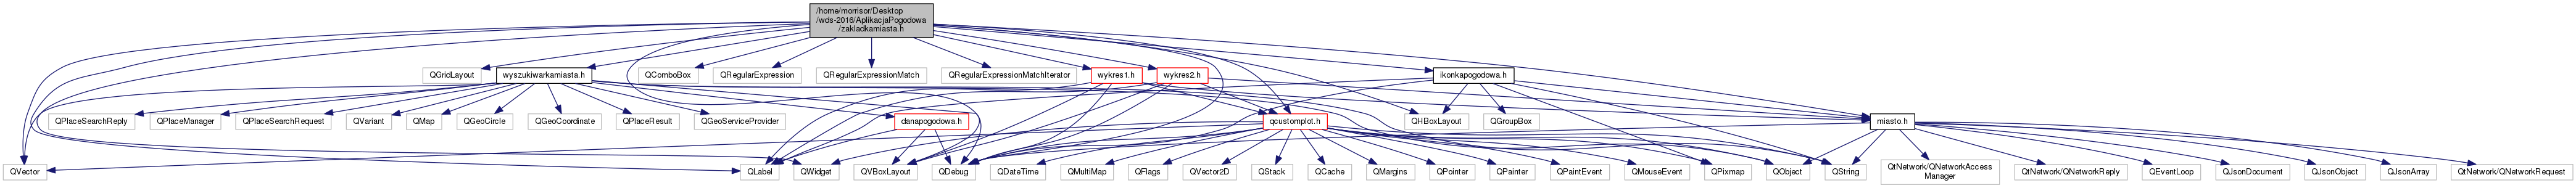 /home/morrisor/Desktop
/wds-2016/AplikacjaPogodowa
/zakladkamiasta.h
QGridLayout
wyszukiwarkamiasta.h
QComboBox
QRegularExpression
QRegularExpressionMatch
QRegularExpressionMatchIterator
wykres1.h
wykres2.h
ikonkapogodowa.h
QPlaceSearchReply
QPlaceManager
QPlaceSearchRequest
QVariant
QMap
QGeoCircle
QGeoCoordinate
QPlaceResult
QGeoServiceProvider
danapogodowa.h
qcustomplot.h
QHBoxLayout
QGroupBox
miasto.h
QVector
QLabel
QWidget
QVBoxLayout
QDebug
QDateTime
QMultiMap
QFlags
QVector2D
QStack
QCache
QMargins
QPointer
QPainter
QPaintEvent
QMouseEvent
QPixmap
QObject
QString
QtNetwork/QNetworkAccess
Manager
QtNetwork/QNetworkReply
QEventLoop
QJsonDocument
QJsonObject
QJsonArray
QtNetwork/QNetworkRequest